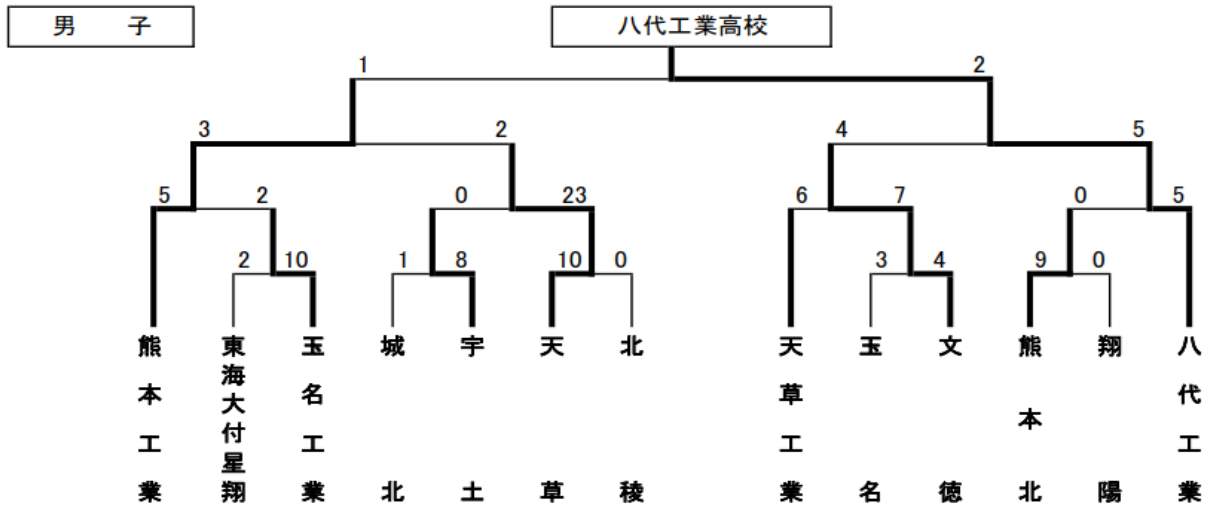 男 子
八代工業高校
1 2
3 2 4 5
5 2 0 23 6 7 0 5
2 10 1 8 10 0 3 4 9 0
熊本工業
東海大付星翔
玉名工業
城北
宇土
天草
北稜
天草工業
玉名
文徳
熊本北
翔陽
八代工業